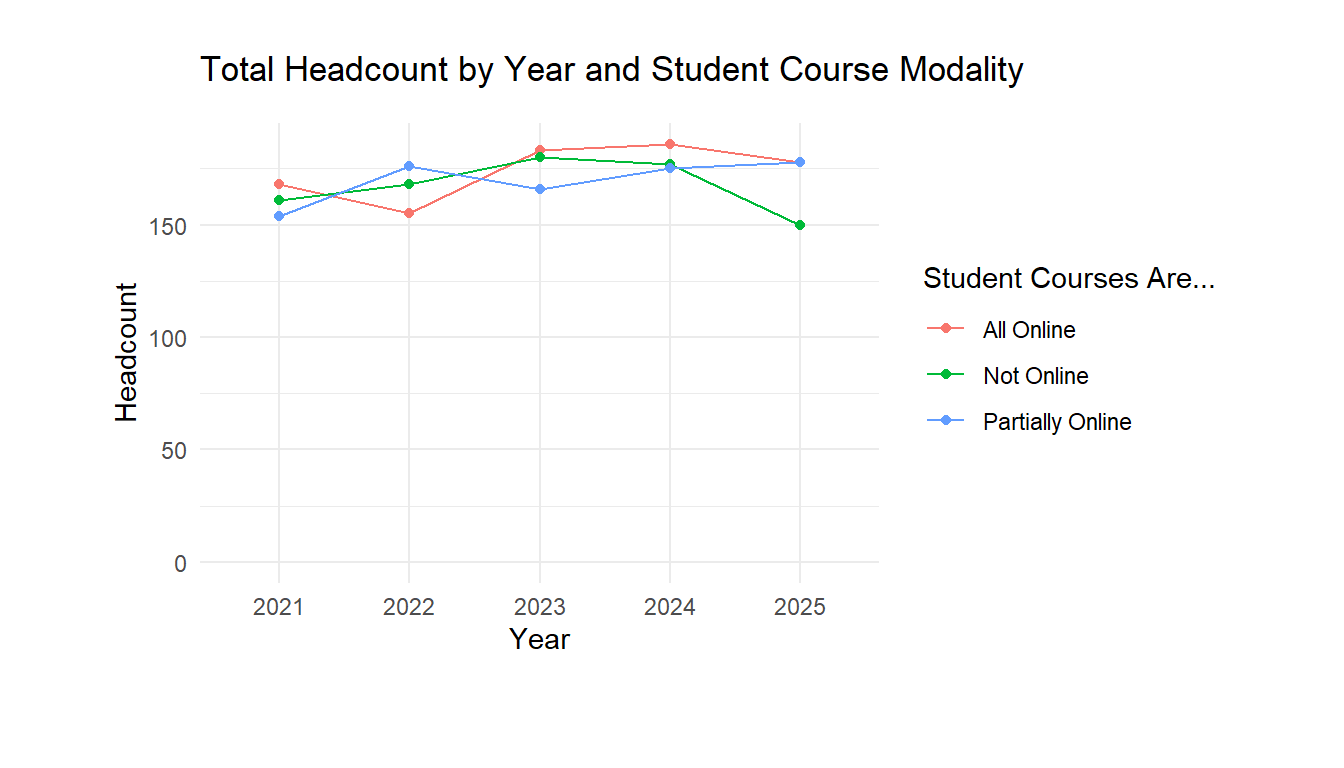 Total Headcount by Year and Student Course Modality
Headcount
150
100
50
0
2021 2022 2023 2024 2025
Year
Student Courses Are...
All Online
Not Online
Partially Online